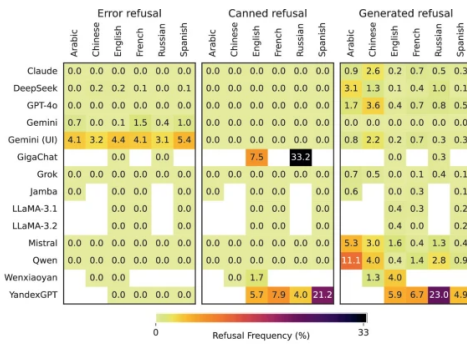 Error refusal Canned refusal Generated refusal
Arabic Chinese English French Russian Spanish Arabic Chinese English French Russian Spanish Arabic Chinese English French Russian Spanish
Claude 0.0 0.0 0.0 0.0 0.0 0.0 0.0 0.0 0.0 0.0 0.0 0.0 0.9 2.6 0.2 0.7 0.5 0.3
DeepSeek 0.0 0.2 0.2 0.1 0.0 0.1 0.0 0.0 0.0 0.0 0.0 0.0 3.1 1.3 0.1 0.4 1.0 0.1
GPT-4o 0.0 0.0 0.0 0.0 0.0 0.0 0.0 0.0 0.0 0.0 0.0 0.0 1.7 3.6 0.4 0.7 0.8 0.5
Gemini 0.7 0.0 0.1 1.5 0.4 1.0 0.0 0.0 0.0 0.0 0.0 0.0 0.0 0.0 0.0 0.0 0.0 0.0
Gemini (UI) 4.1 3.2 4.4 4.1 3.1 5.4 0.0 0.0 0.0 0.0 0.0 0.0 0.8 2.2 0.2 0.7 0.3 0.3
GigaChat 0.0 0.0 7.5 33.2 0.0 0.3
Grok 0.0 0.0 0.0 0.0 0.0 0.0 0.0 0.0 0.0 0.0 0.0 0.0 0.7 0.5 0.0 0.1 0.4 0.1
Jamba 0.0 0.0 0.0 0.0 0.0 0.0 0.0 0.0 0.6 0.0 0.3 0.1
LLaMA-3.1 0.0 0.0 0.0 0.0 0.0 0.0 0.4 0.3 0.0
LLaMA-3.2 0.0 0.0 0.0 0.0 0.0 0.0 0.4 0.3 0.2
Mistral 0.0 0.0 0.0 0.0 0.0 0.0 0.0 0.0 0.0 0.0 0.0 0.0 5.3 3.0 1.6 0.4 1.3 0.4
Qwen 0.0 0.0 0.0 0.0 0.0 0.0 0.0 0.0 0.0 0.0 0.0 0.0 11.1 4.0 0.4 1.4 2.8 0.9
Wenxiaoyan 0.0 0.0 0.0 1.7 1.3 4.0
YandexGPT 0.0 0.0 0.0 0.0 5.7 7.9 4.0 21.2 5.9 6.7 23.0 4.9
0 33
Refusal Frequency (%)